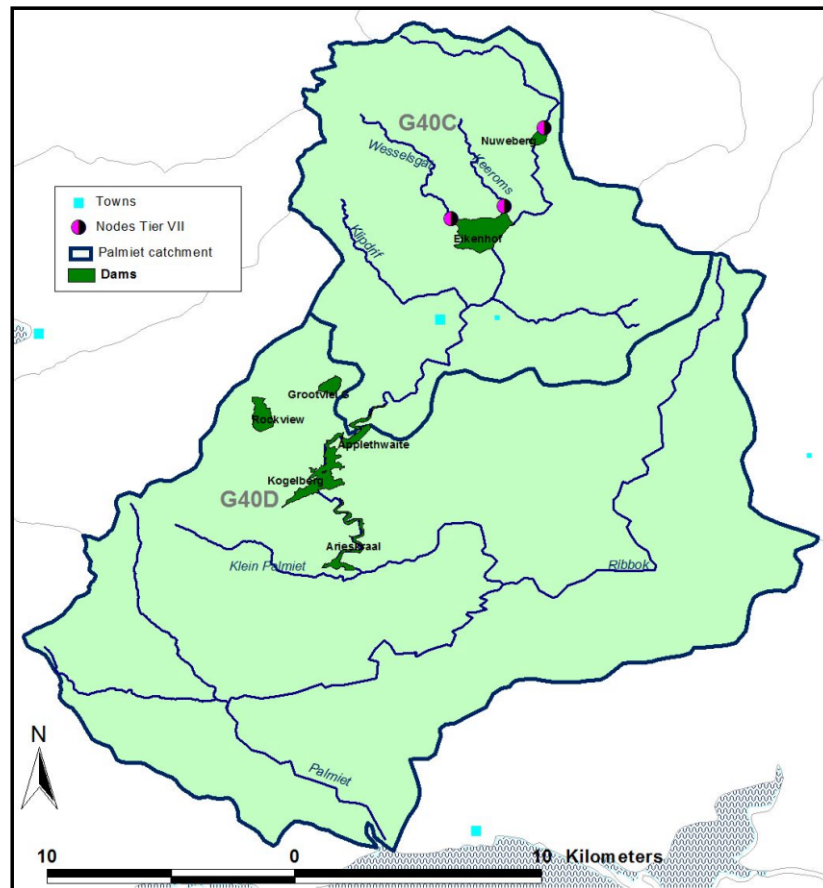 G40C
Nuweberg
Wesselsgat
Keeroms
Towns
Nodes Tier VII
Palmiet catchment
Dams
Klipdrif
Eikenhof
Grootvlei
Rockview
Applethwaite
Kogelberg
G40D
Arieskraal
Klein Palmiet
Ribbok
N
Palmiet
10 0 10 Kilometers